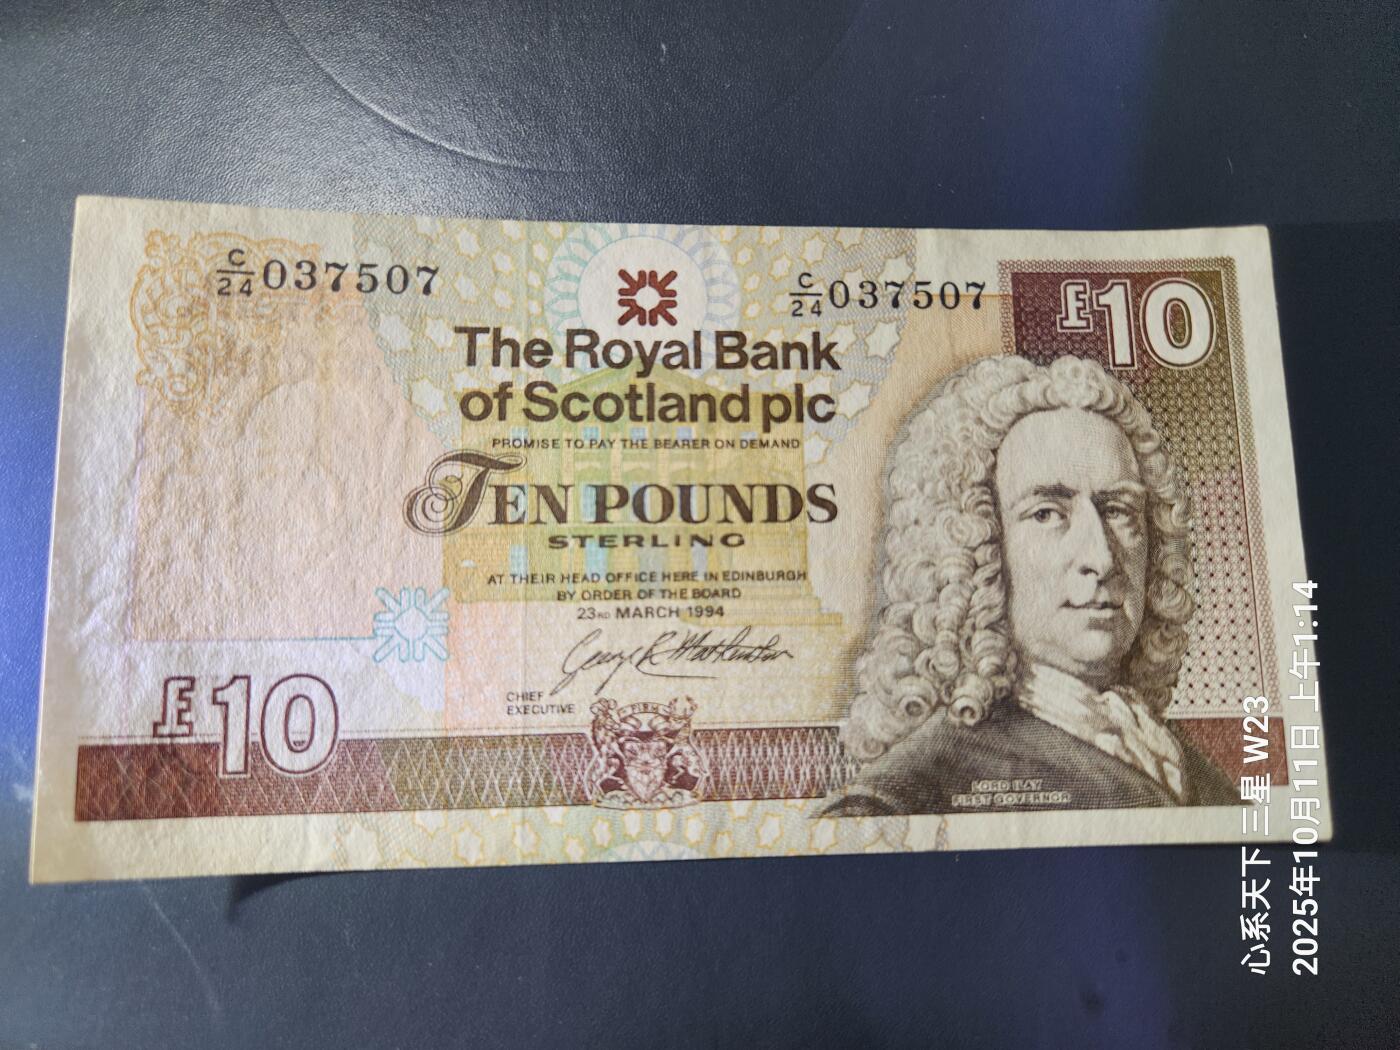 C/24 037507
C/24 037507
£10
The Royal Bank
of Scotland plc
PROMISE TO PAY THE BEARER ON DEMAND
TEN POUNDS
STERLING
AT THEIR HEAD OFFICE HERE IN EDINBURGH
BY ORDER OF THE BOARD
23RD MARCH 1994
CHIEF
EXECUTIVE
£10
FIRM
LORD ILAY
FIRST GOVERNOR
心系天下 三星 W23
2025年10月11日 上午1:14